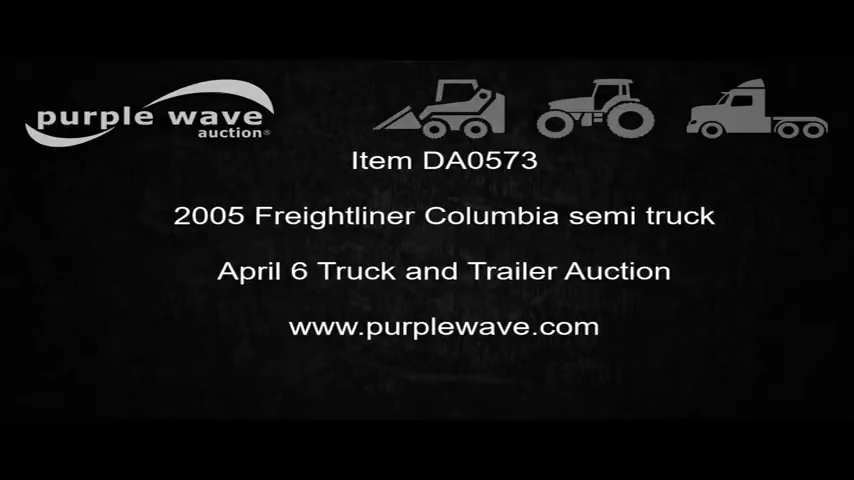 purple wave
auction®
Item DA0573
2005 Freightliner Columbia semi truck
April 6 Truck and Trailer Auction
www.purplewave.com